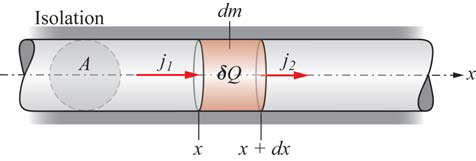 Isolation
dm
A
j₁
δQ
j₂
x
x
x + dx